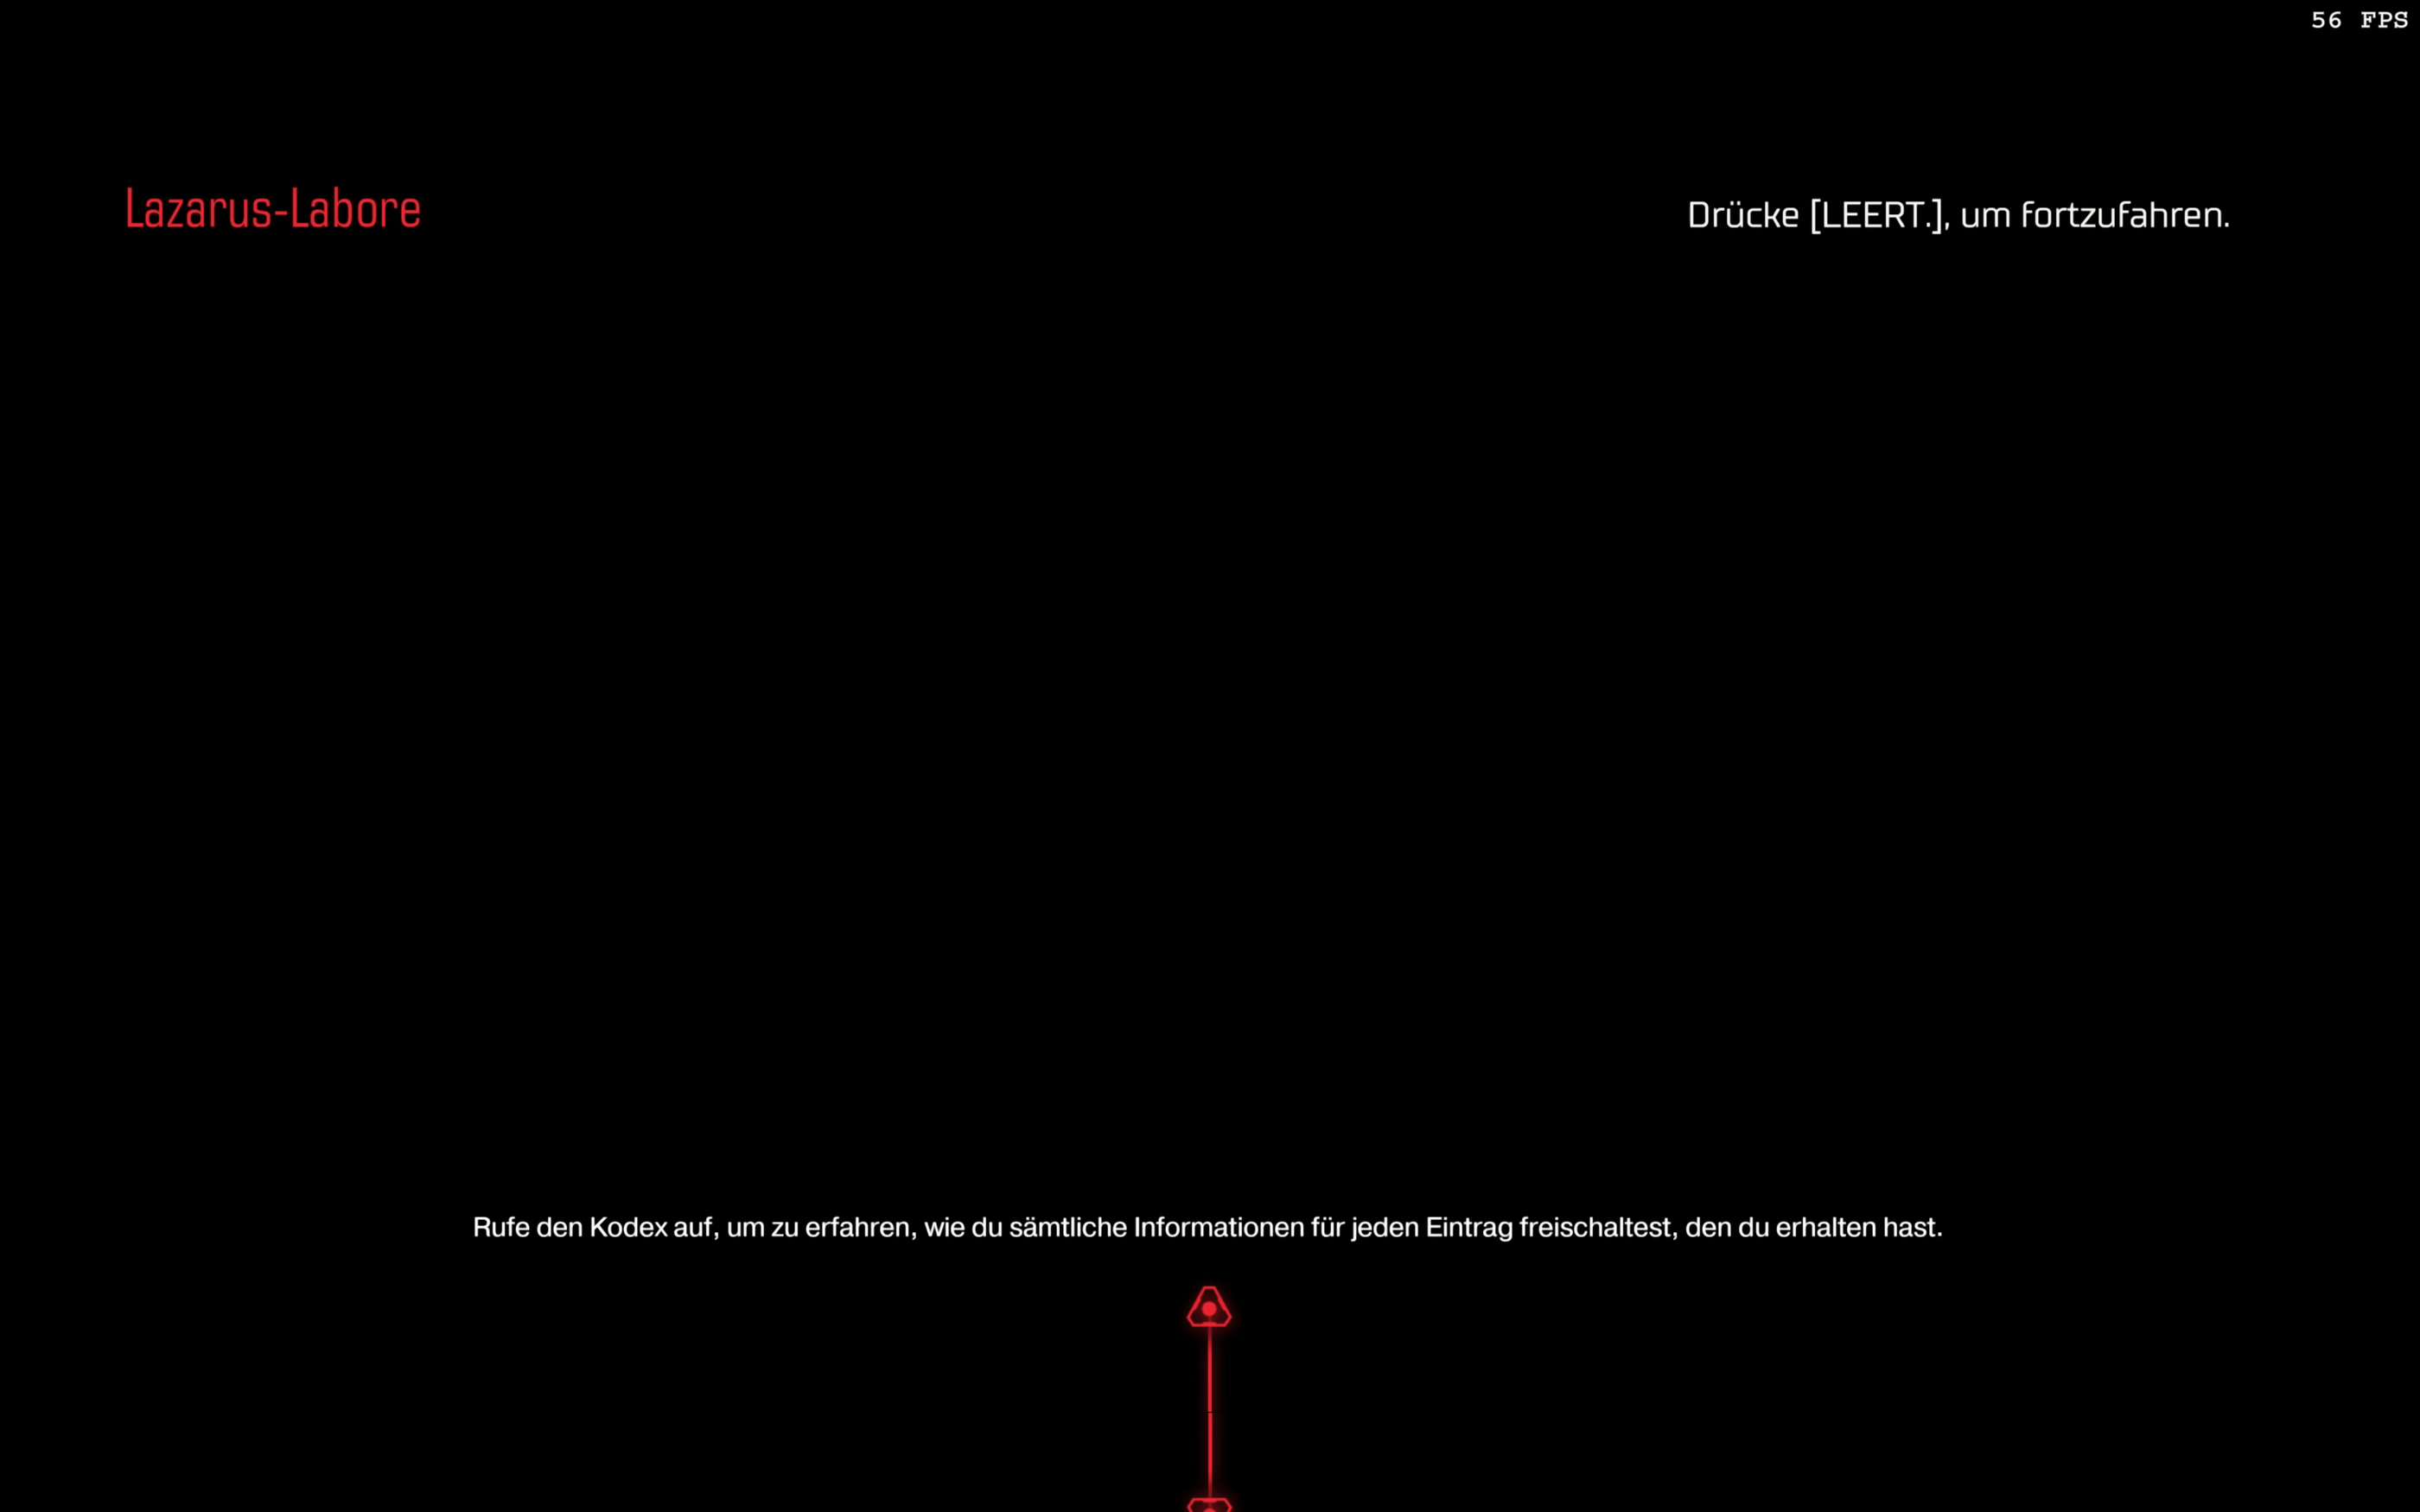 56 FPS
Lazarus-Labore
Drücke [LEERT.], um fortzufahren.
Rufe den Kodex auf, um zu erfahren, wie du sämtliche Informationen für jeden Eintrag freischaltest, den du erhalten hast.